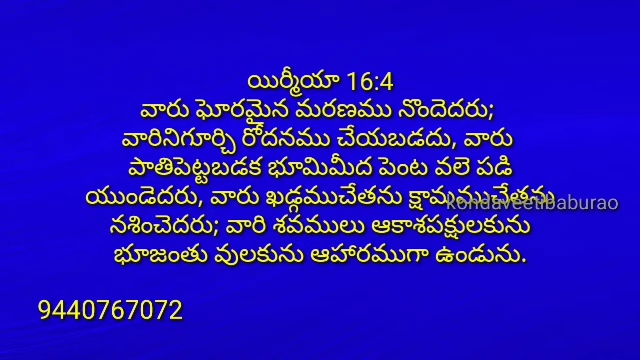 యిర్మీయా 16:4
వారు ఘోరమైన మరణము నొందెదరు;
వారినిగూర్చి రోదనము చేయబడదు, వారు
పాతిపెట్టబడక భూమిమీద పెంట వలె పడి
యుండెదరు, వారు ఖడ్గముచేతను క్షామముచేతను
kondaveetibaburao
నశించెదరు; వారి శవములు ఆకాశపక్షులకును
భూజంతు వులకును ఆహారముగా ఉండును.
9440767072